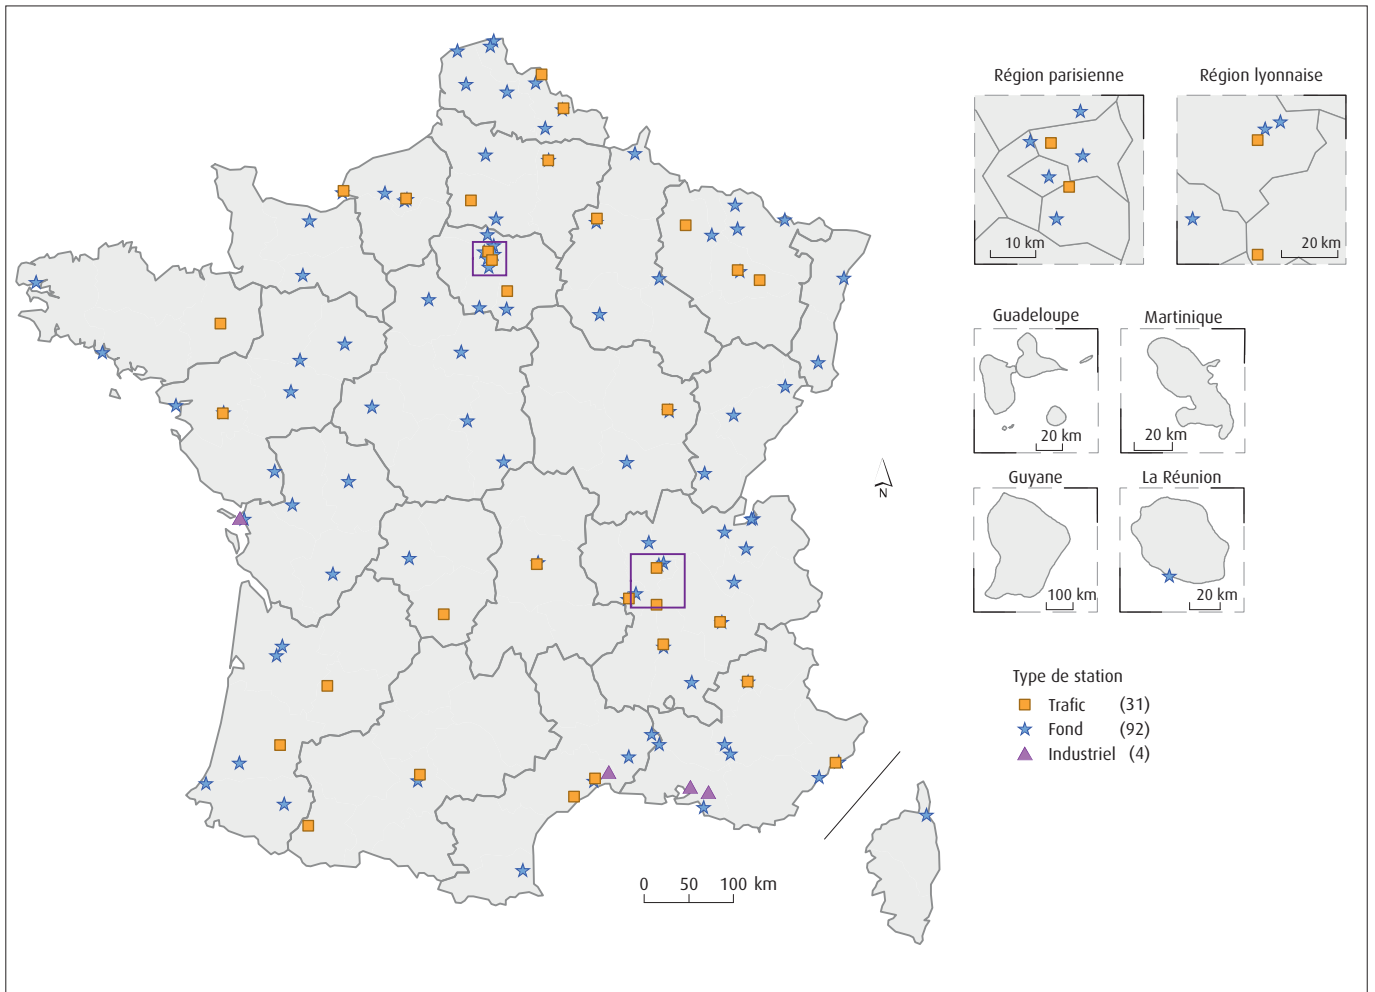 Région parisienne
Région lyonnaise
10 km
20 km
Guadeloupe
Martinique
20 km
20 km
Guyane
La Réunion
N
100 km
20 km
Type de station
Trafic (31)
Fond (92)
Industriel (4)
0 50 100 km